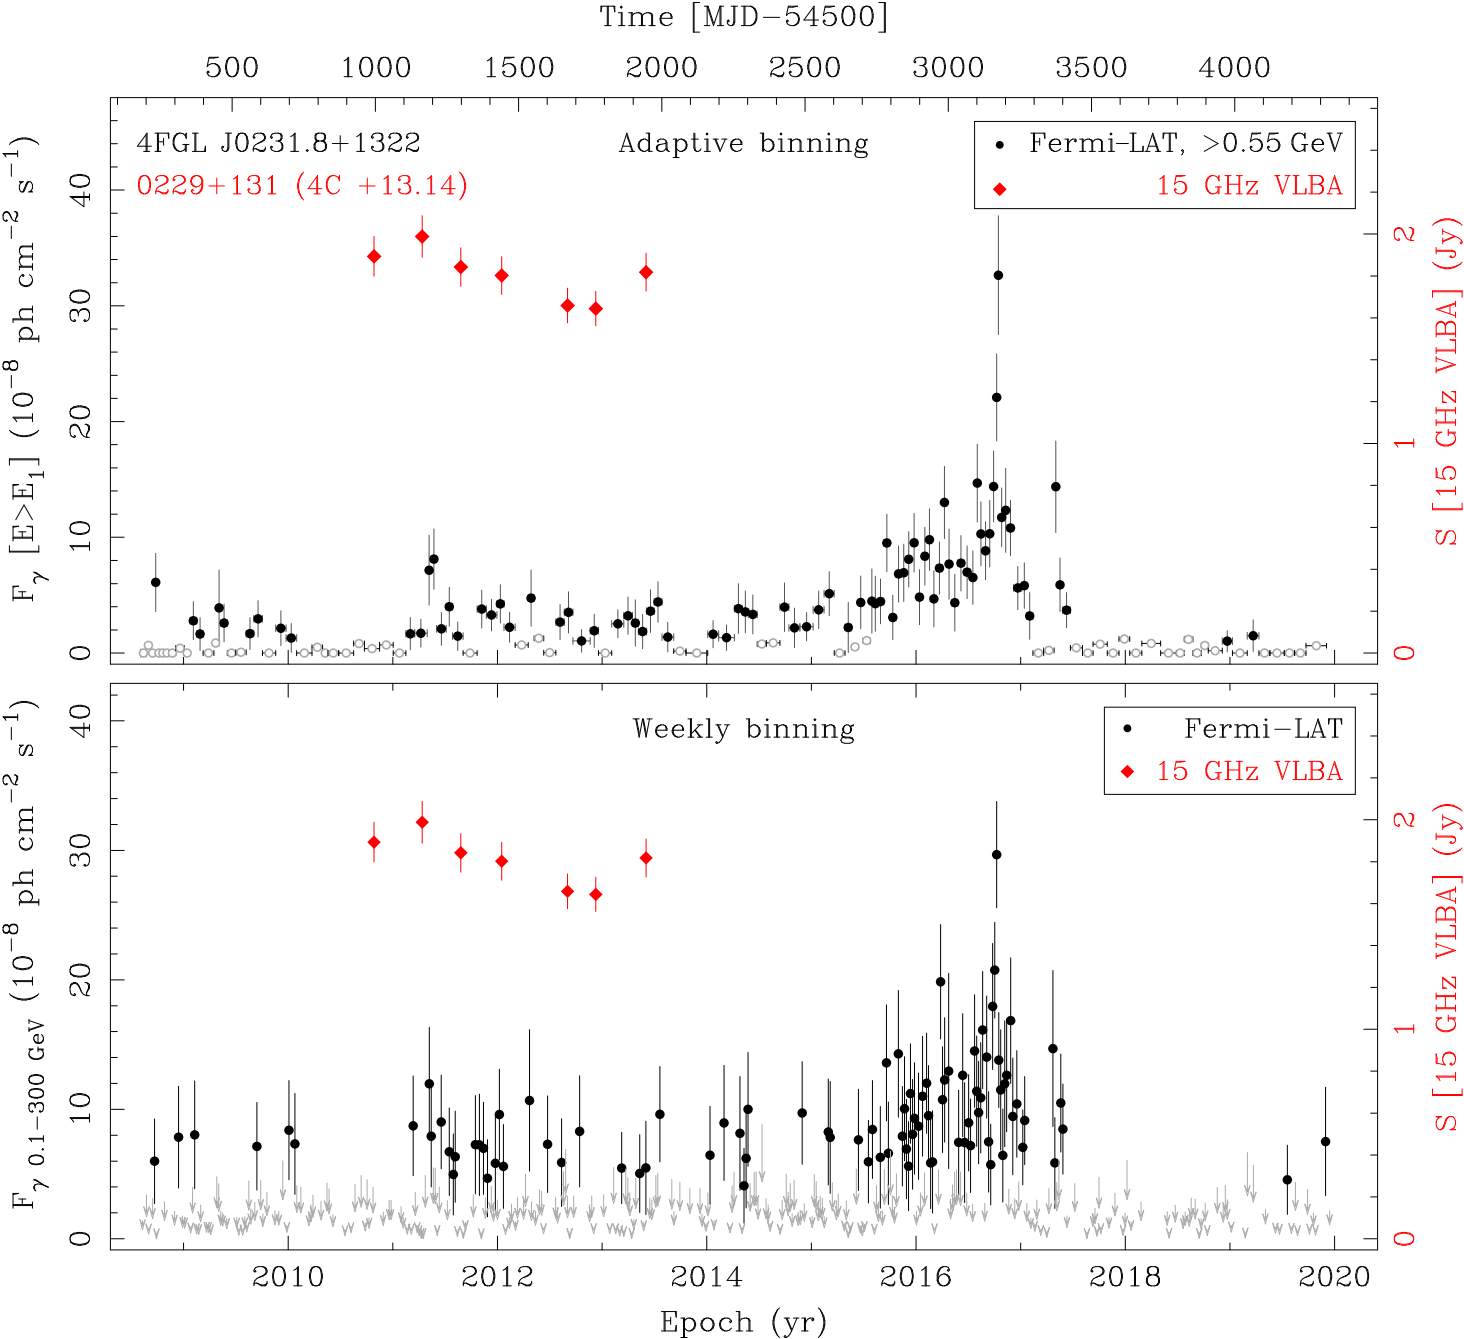 Time [MJD−54500]
500 1000 1500 2000 2500 3000 3500 4000
4FGL J0231.8+1322
0229+131 (4C +13.14)
Adaptive binning
Fermi−LAT, >0.55 GeV
15 GHz VLBA
F_γ [E>E_1] (10^−8 ph cm^−2 s^−1)
40
30
20
10
0
S [15 GHz VLBA] (Jy)
2
1
0
Weekly binning
Fermi−LAT
15 GHz VLBA
F_γ 0.1−300 GeV (10^−8 ph cm^−2 s^−1)
40
30
20
10
0
S [15 GHz VLBA] (Jy)
2
1
0
2010 2012 2014 2016 2018 2020
Epoch (yr)